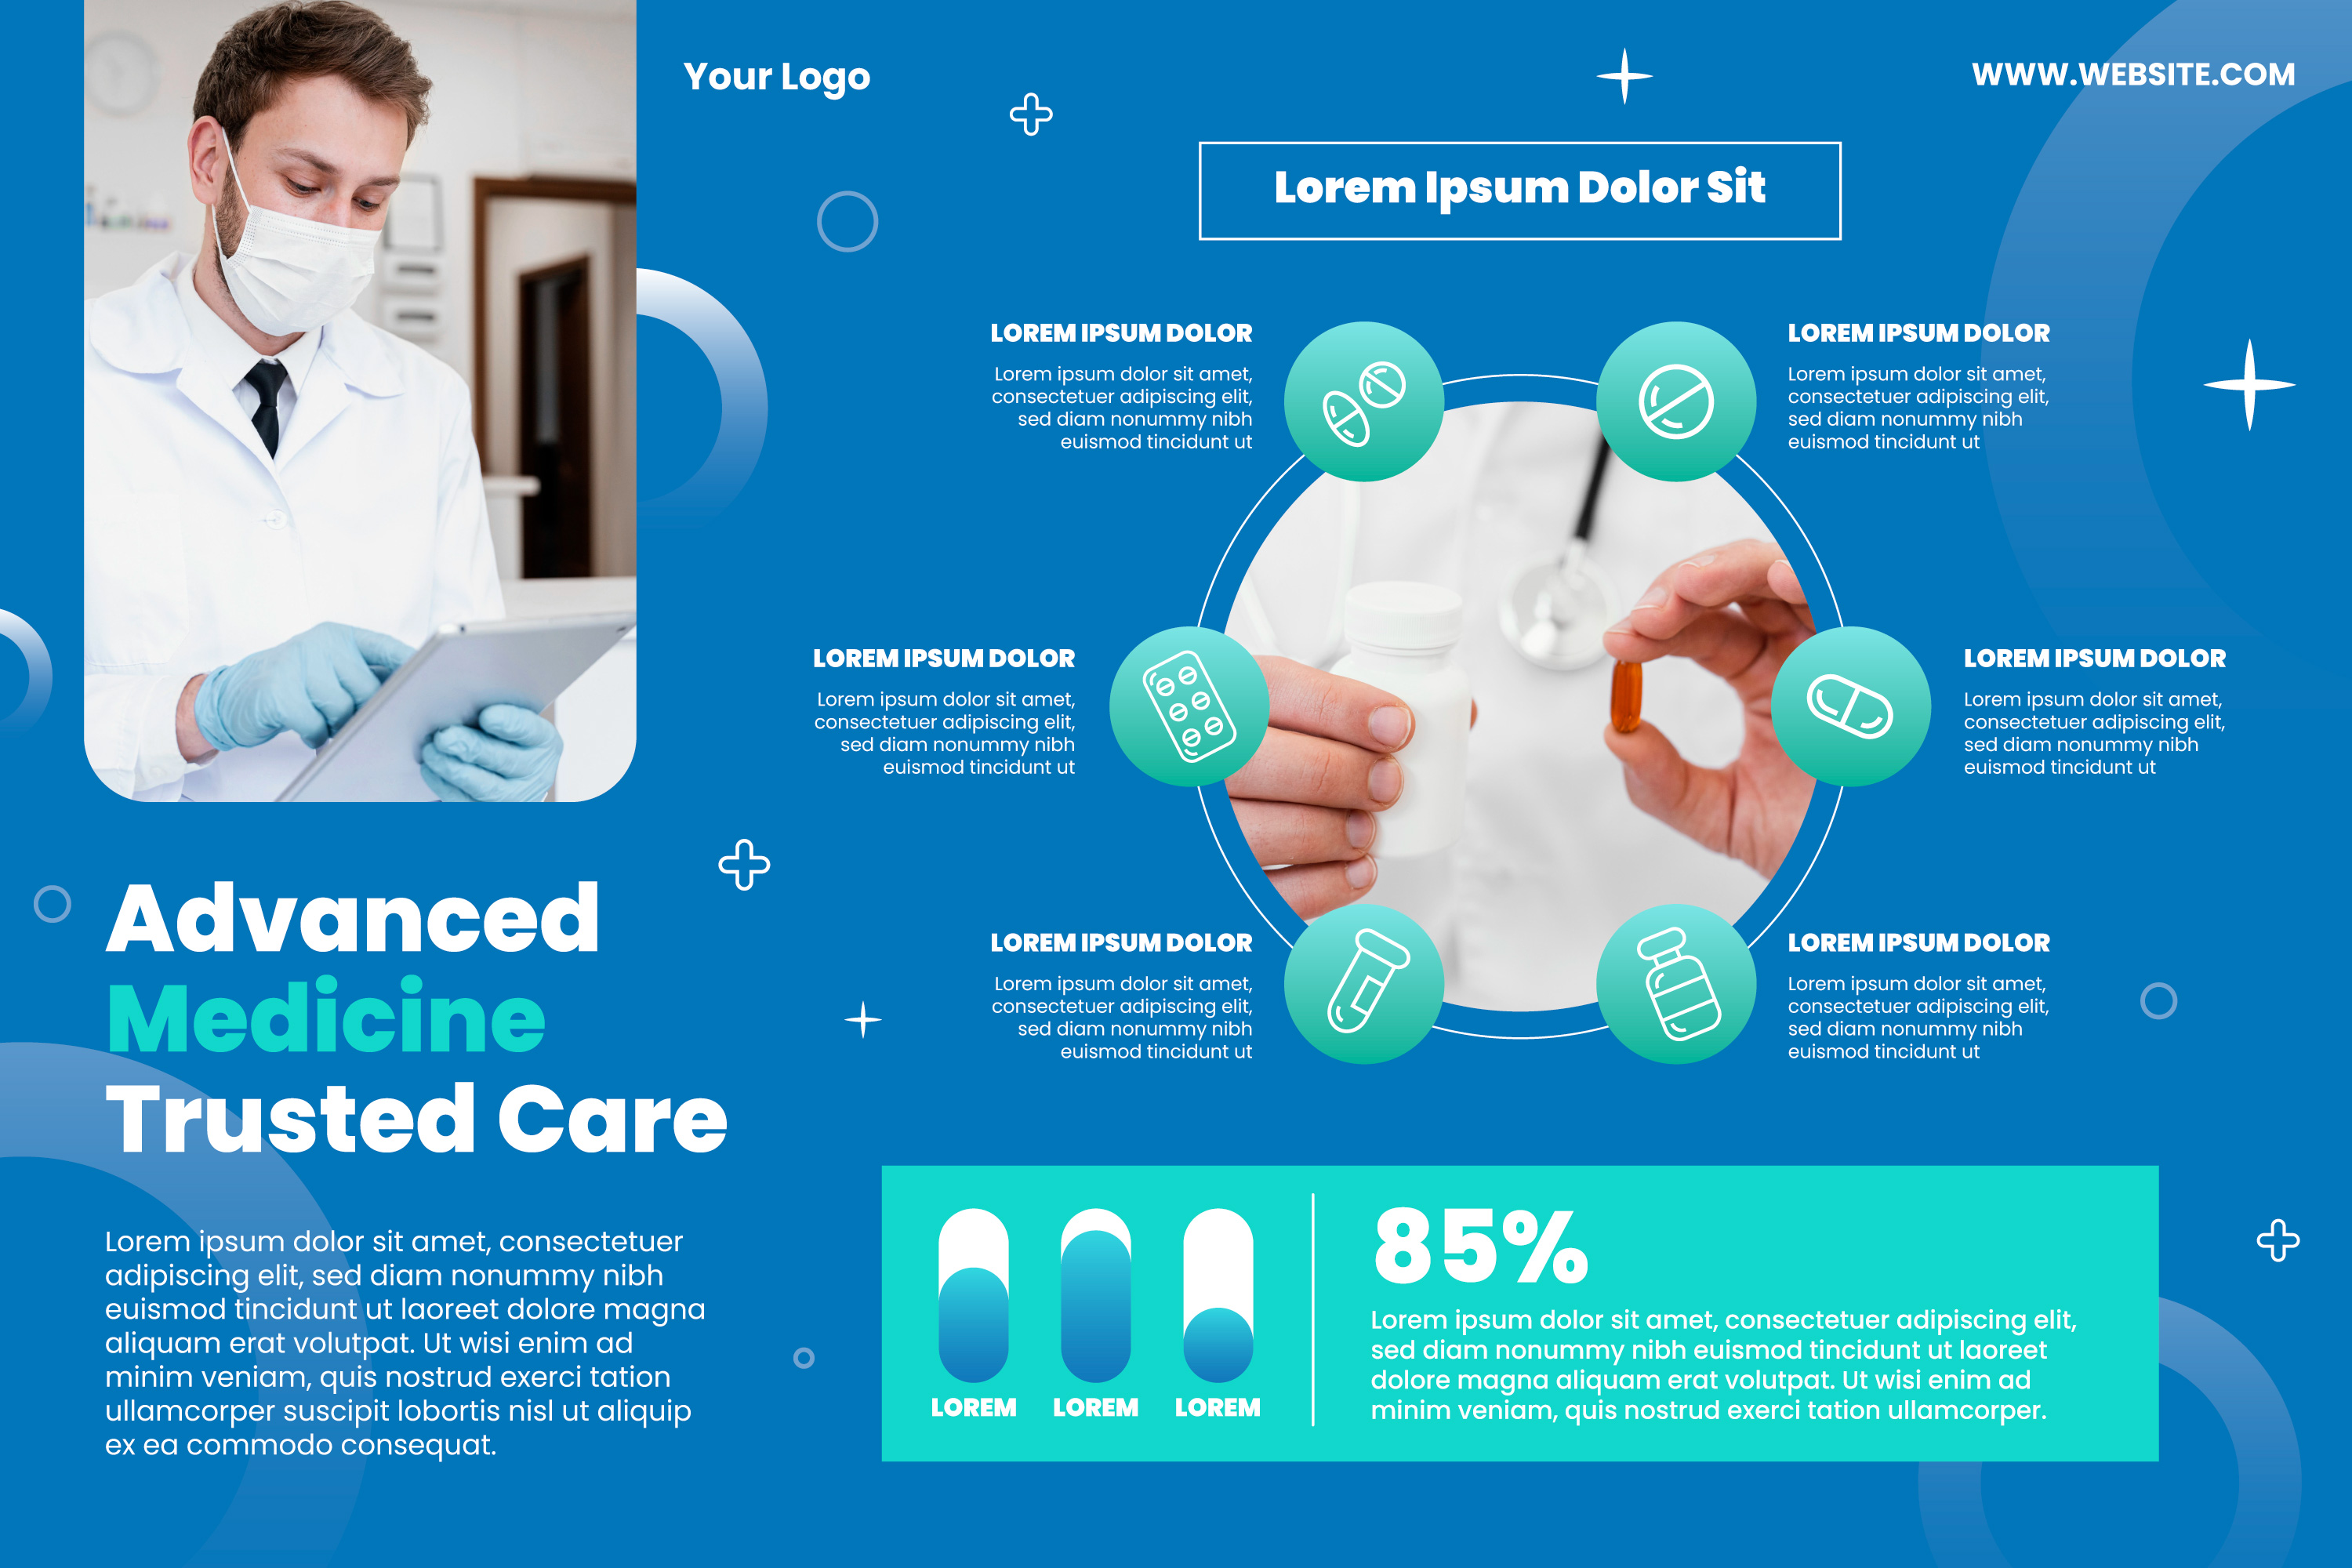 Your Logo
WWW.WEBSITE.COM
Lorem Ipsum Dolor Sit
LOREM IPSUM DOLOR
Lorem ipsum dolor sit amet,
consectetuer adipiscing elit,
sed diam nonummy nibh
euismod tincidunt ut
LOREM IPSUM DOLOR
Lorem ipsum dolor sit amet,
consectetuer adipiscing elit,
sed diam nonummy nibh
euismod tincidunt ut
LOREM IPSUM DOLOR
Lorem ipsum dolor sit amet,
consectetuer adipiscing elit,
sed diam nonummy nibh
euismod tincidunt ut
LOREM IPSUM DOLOR
Lorem ipsum dolor sit amet,
consectetuer adipiscing elit,
sed diam nonummy nibh
euismod tincidunt ut
LOREM IPSUM DOLOR
Lorem ipsum dolor sit amet,
consectetuer adipiscing elit,
sed diam nonummy nibh
euismod tincidunt ut
LOREM IPSUM DOLOR
Lorem ipsum dolor sit amet,
consectetuer adipiscing elit,
sed diam nonummy nibh
euismod tincidunt ut
Advanced
Medicine
Trusted Care
Lorem ipsum dolor sit amet, consectetuer
adipiscing elit, sed diam nonummy nibh
euismod tincidunt ut laoreet dolore magna
aliquam erat volutpat. Ut wisi enim ad
minim veniam, quis nostrud exerci tation
ullamcorper suscipit lobortis nisl ut aliquip
ex ea commodo consequat.
LOREM
LOREM
LOREM
85%
Lorem ipsum dolor sit amet, consectetuer adipiscing elit,
sed diam nonummy nibh euismod tincidunt ut laoreet
dolore magna aliquam erat volutpat. Ut wisi enim ad
minim veniam, quis nostrud exerci tation ullamcorper.